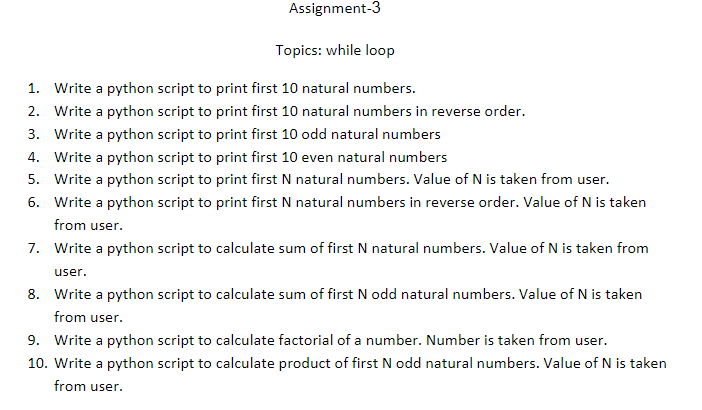 Assignment-3
Topics: while loop
1. Write a python script to print first 10 natural numbers.
2. Write a python script to print first 10 natural numbers in reverse order.
3. Write a python script to print first 10 odd natural numbers
4. Write a python script to print first 10 even natural numbers
5. Write a python script to print first N natural numbers. Value of N is taken from user.
6. Write a python script to print first N natural numbers in reverse order. Value of N is taken
from user.
7. Write a python script to calculate sum of first N natural numbers. Value of N is taken from
user.
8. Write a python script to calculate sum of first N odd natural numbers. Value of N is taken
from user.
9. Write a python script to calculate factorial of a number. Number is taken from user.
10. Write a python script to calculate product of first N odd natural numbers. Value of N is taken
from user.